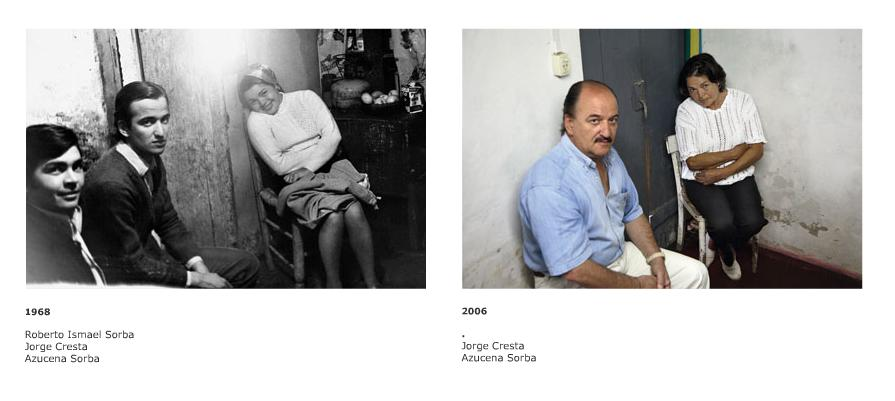 1968
Roberto Ismael Sorba
Jorge Cresta
Azucena Sorba
2006
.
Jorge Cresta
Azucena Sorba